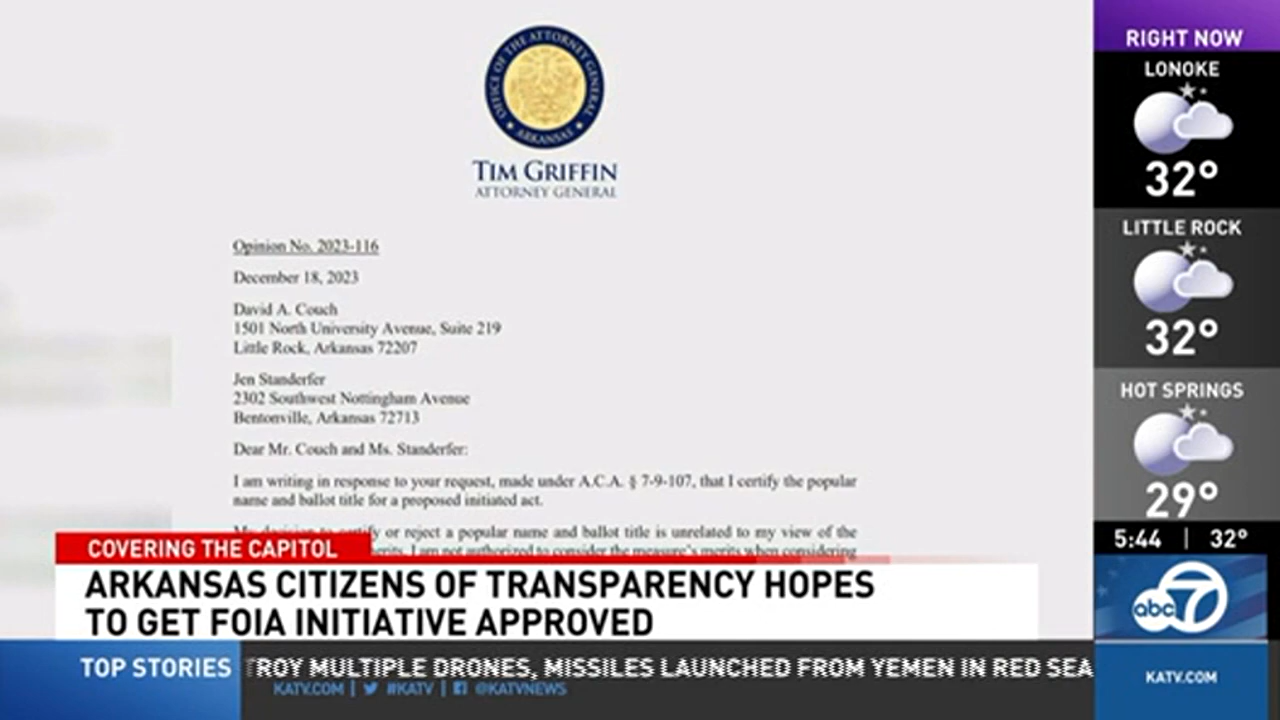 OFFICE OF THE ATTORNEY GENERAL
ARKANSAS
TIM GRIFFIN
ATTORNEY GENERAL
Opinion No. 2023-116
December 18, 2023
David A. Couch
1501 North University Avenue, Suite 219
Little Rock, Arkansas 72207
Jen Standerfer
2302 Southwest Nottingham Avenue
Bentonville, Arkansas 72713
Dear Mr. Couch and Ms. Standerfer:
I am writing in response to your request, made under A.C.A. § 7-9-107, that I certify the popular
name and ballot title for a proposed initiated act.
My decision to certify or reject a popular name and ballot title is unrelated to my view of the
I am not authorized to consider the measure's merits when considering
COVERING THE CAPITOL
ARKANSAS CITIZENS OF TRANSPARENCY HOPES
TO GET FOIA INITIATIVE APPROVED
TOP STORIES
TROY MULTIPLE DRONES, MISSILES LAUNCHED FROM YEMEN IN RED SEA
KATV.COM | #KATV | @KATVNEWS
RIGHT NOW
LONOKE
32°
LITTLE ROCK
32°
HOT SPRINGS
29°
5:44 | 32°
abc 7
KATV.COM